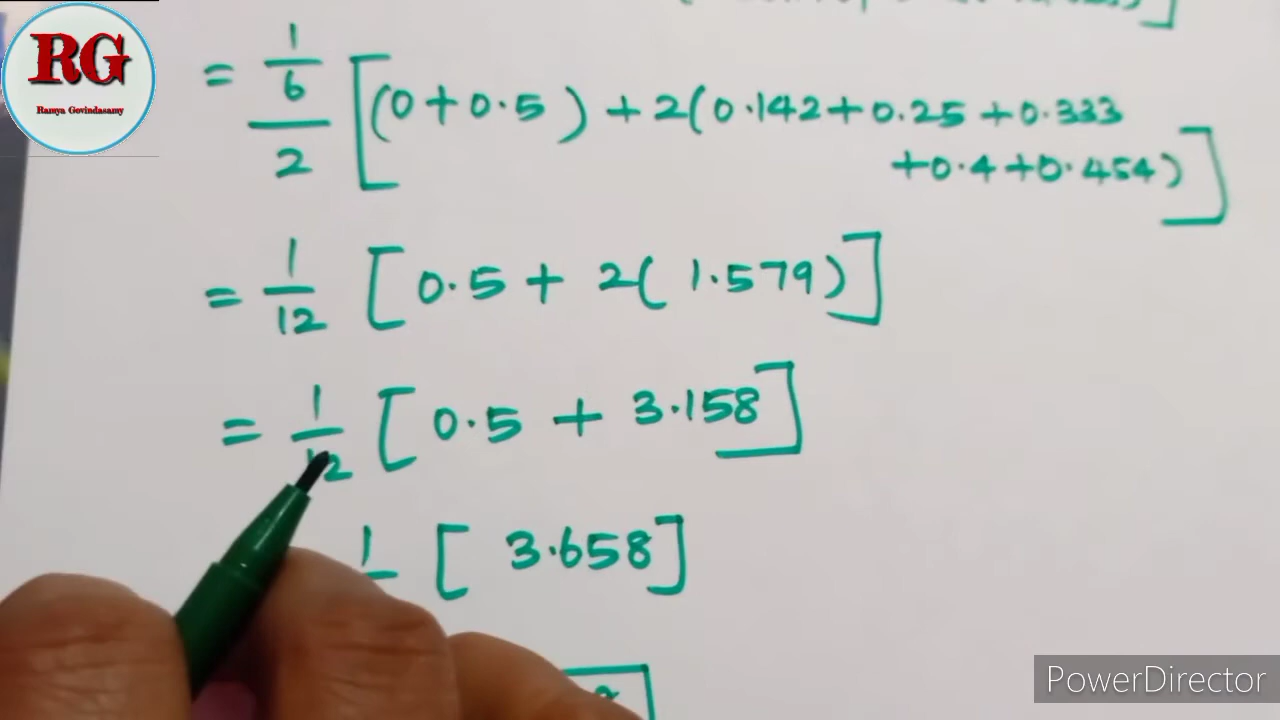 RG
Ramya Govindasamy
= 1/6 / 2 [(0 + 0.5) + 2(0.142 + 0.25 + 0.333
+ 0.4 + 0.454)]
= 1/12 [0.5 + 2(1.579)]
= 1/12 [0.5 + 3.158]
1 [3.658]
PowerDirector